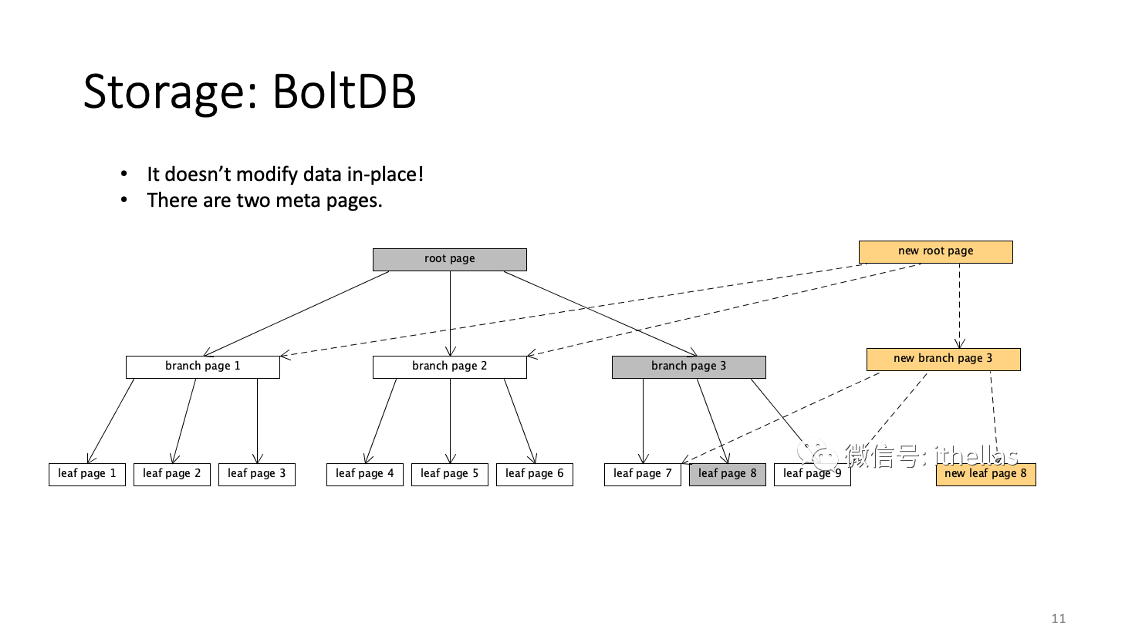 Storage: BoltDB
• It doesn’t modify data in-place!
• There are two meta pages.
root page
new root page
branch page 1
branch page 2
branch page 3
new branch page 3
微信号: ithellas
leaf page 1
leaf page 2
leaf page 3
leaf page 4
leaf page 5
leaf page 6
leaf page 7
leaf page 8
leaf page 9
new leaf page 8
11